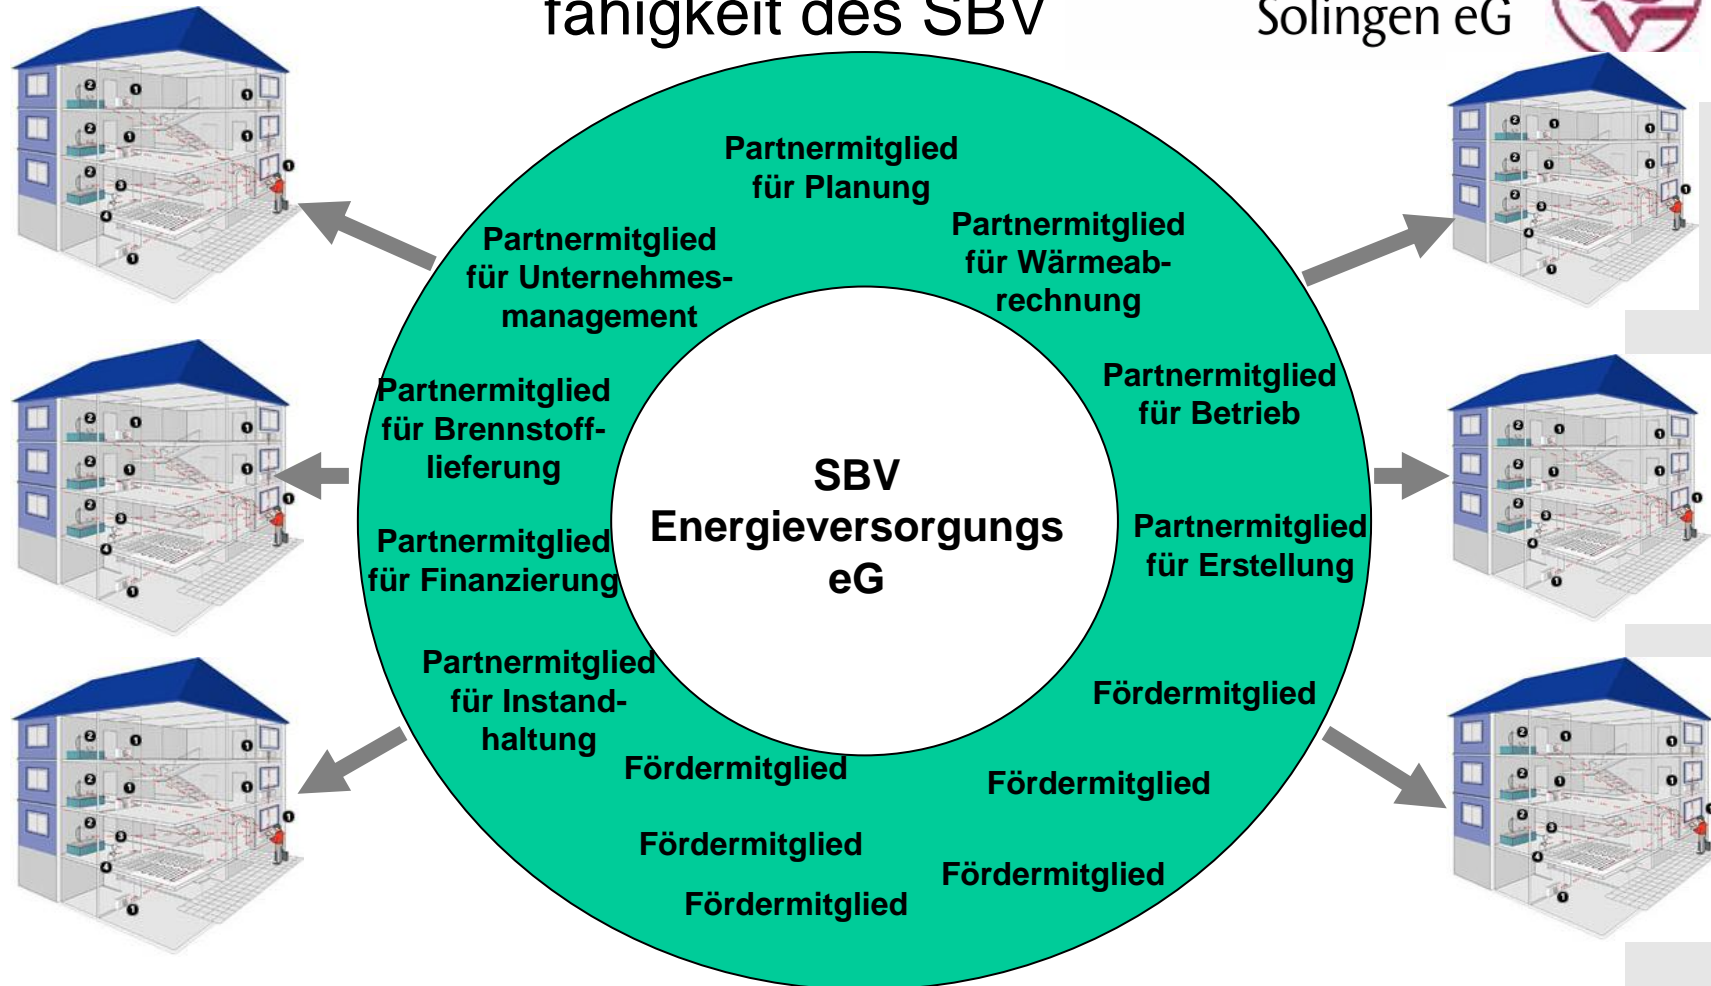 fähigkeit des SBV
Solingen eG
Partnermitglied
für Planung
Partnermitglied
für Wärmeab-
rechnung
Partnermitglied
für Unternehmes-
management
Partnermitglied
für Betrieb
Partnermitglied
für Brennstoff-
lieferung
SBV
Energieversorgungs
eG
Partnermitglied
für Erstellung
Partnermitglied
für Finanzierung
Partnermitglied
für Instand-
haltung
Fördermitglied
Fördermitglied
Fördermitglied
Fördermitglied
Fördermitglied
Fördermitglied